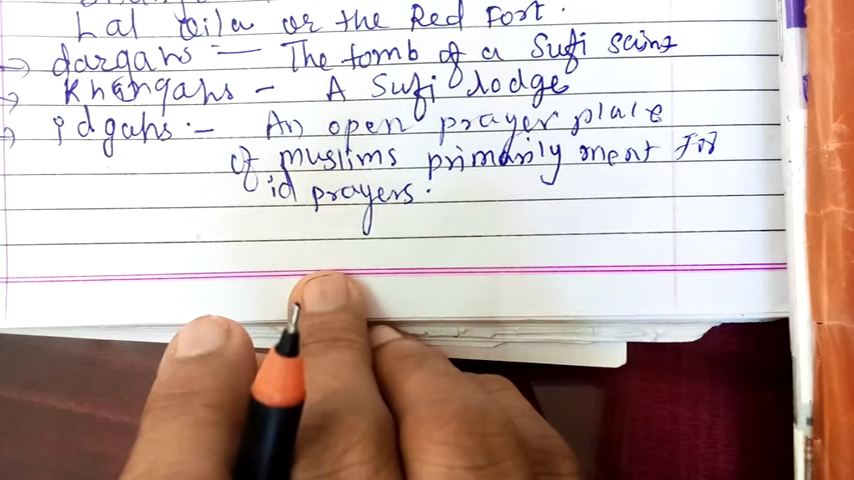 Lal Qila or the Red Fort.
dargahs — The tomb of a Sufi saint
Khanqahs - A Sufi lodge
idgahs :- An open prayer place
of muslims primarily ment for
id prayers.